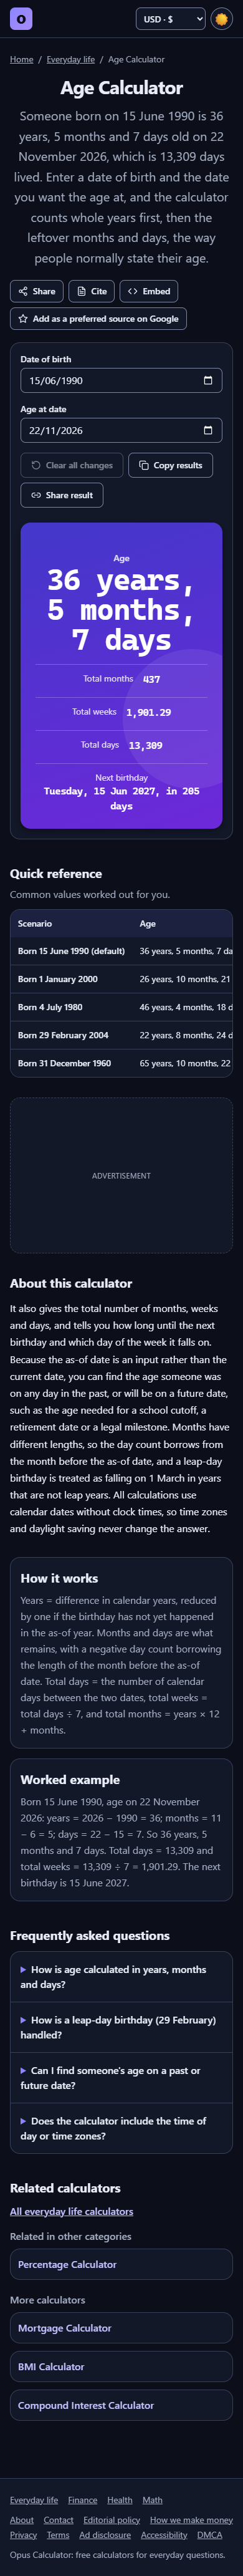 O
USD · $
Home / Everyday life / Age Calculator
Age Calculator
Someone born on 15 June 1990 is 36
years, 5 months and 7 days old on 22
November 2026, which is 13,309 days
lived. Enter a date of birth and the date
you want the age at, and the calculator
counts whole years first, then the
leftover months and days, the way
people normally state their age.
Share
Cite
Embed
Add as a preferred source on Google
Date of birth
15/06/1990
Age at date
22/11/2026
Clear all changes
Copy results
Share result
Age
36 years,
5 months,
7 days
Total months 437
Total weeks 1,901.29
Total days 13,309
Next birthday
Tuesday, 15 Jun 2027, in 205
days
Quick reference
Common values worked out for you.
Scenario Age
Born 15 June 1990 (default) 36 years, 5 months, 7 da
Born 1 January 2000 26 years, 10 months, 21
Born 4 July 1980 46 years, 4 months, 18 d
Born 29 February 2004 22 years, 8 months, 24 d
Born 31 December 1960 65 years, 10 months, 22
ADVERTISEMENT
About this calculator
It also gives the total number of months, weeks
and days, and tells you how long until the next
birthday and which day of the week it falls on.
Because the as-of date is an input rather than the
current date, you can find the age someone was
on any day in the past, or will be on a future date,
such as the age needed for a school cutoff, a
retirement date or a legal milestone. Months have
different lengths, so the day count borrows from
the month before the as-of date, and a leap-day
birthday is treated as falling on 1 March in years
that are not leap years. All calculations use
calendar dates without clock times, so time zones
and daylight saving never change the answer.
How it works
Years = difference in calendar years, reduced
by one if the birthday has not yet happened
in the as-of year. Months and days are what
remains, with a negative day count borrowing
the length of the month before the as-of
date. Total days = the number of calendar
days between the two dates, total weeks =
total days ÷ 7, and total months = years × 12
+ months.
Worked example
Born 15 June 1990, age on 22 November
2026: years = 2026 − 1990 = 36; months = 11
− 6 = 5; days = 22 − 15 = 7. So 36 years, 5
months and 7 days. Total days = 13,309 and
total weeks = 13,309 ÷ 7 = 1,901.29. The next
birthday is 15 June 2027.
Frequently asked questions
How is age calculated in years, months
and days?
How is a leap-day birthday (29 February)
handled?
Can I find someone's age on a past or
future date?
Does the calculator include the time of
day or time zones?
Related calculators
All everyday life calculators
Related in other categories
Percentage Calculator
More calculators
Mortgage Calculator
BMI Calculator
Compound Interest Calculator
Everyday life Finance Health Math
About Contact Editorial policy How we make money
Privacy Terms Ad disclosure Accessibility DMCA
Opus Calculator: free calculators for everyday questions.